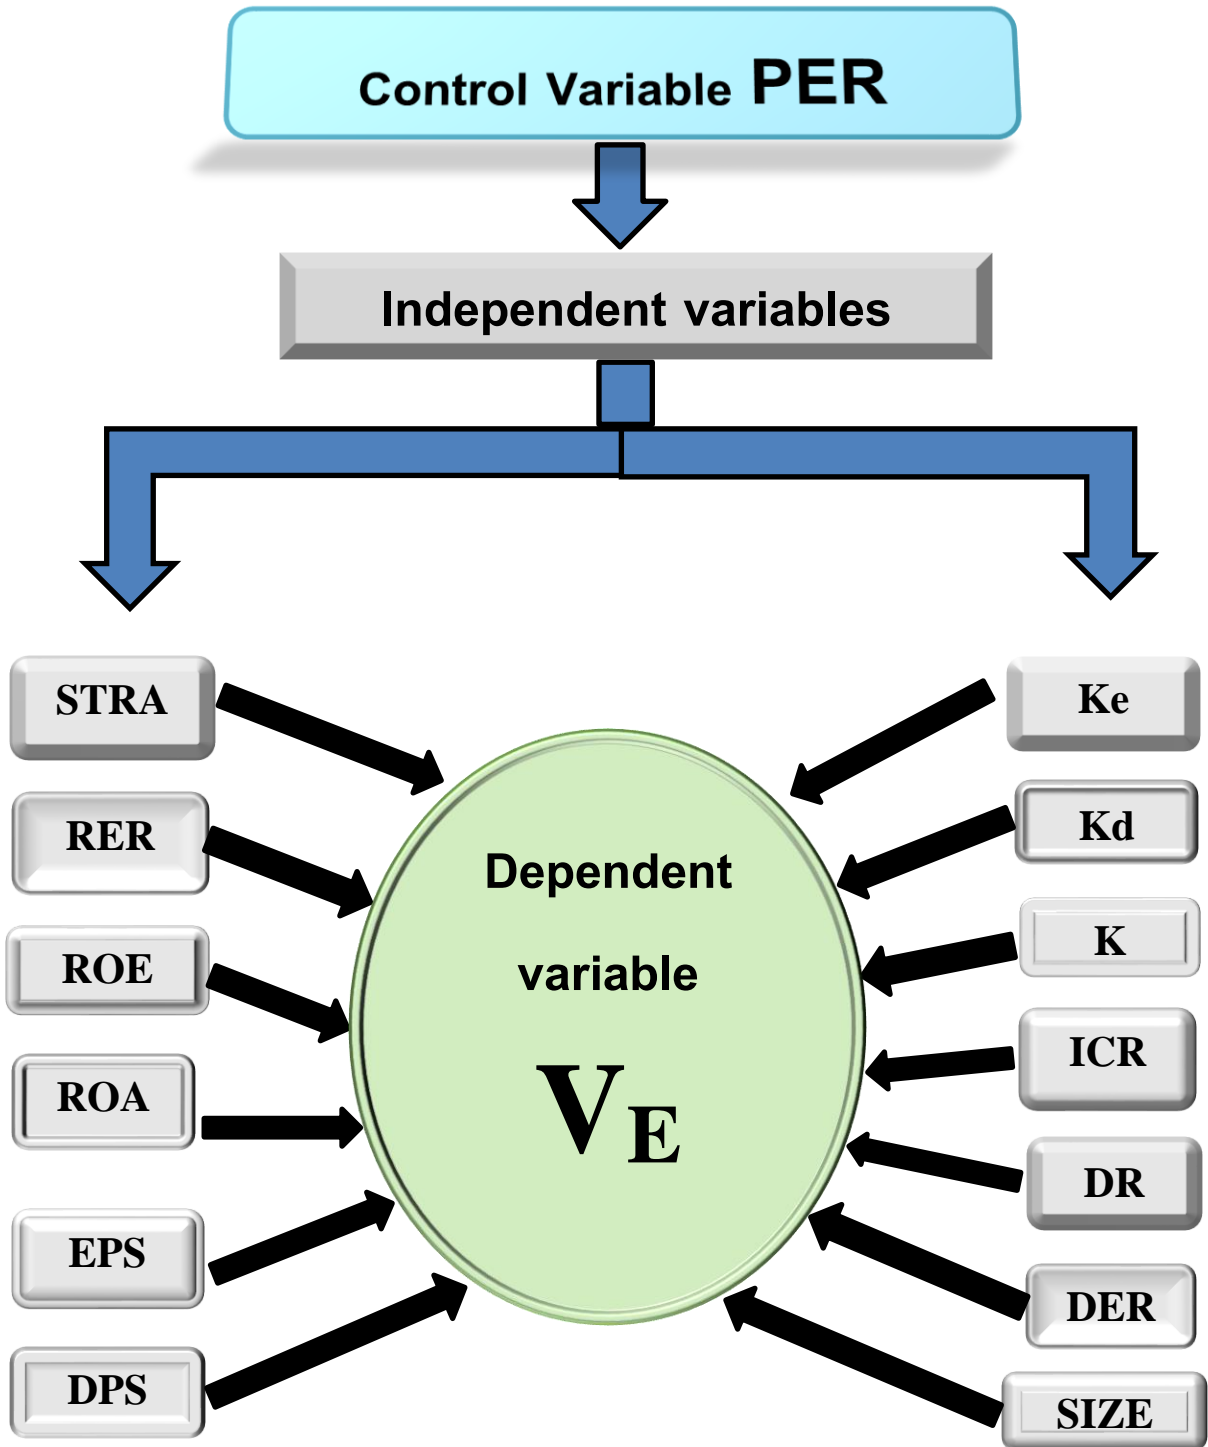 Control Variable PER
Independent variables
STRA
RER
ROE
ROA
EPS
DPS
Dependent
variable
VE
Ke
Kd
K
ICR
DR
DER
SIZE